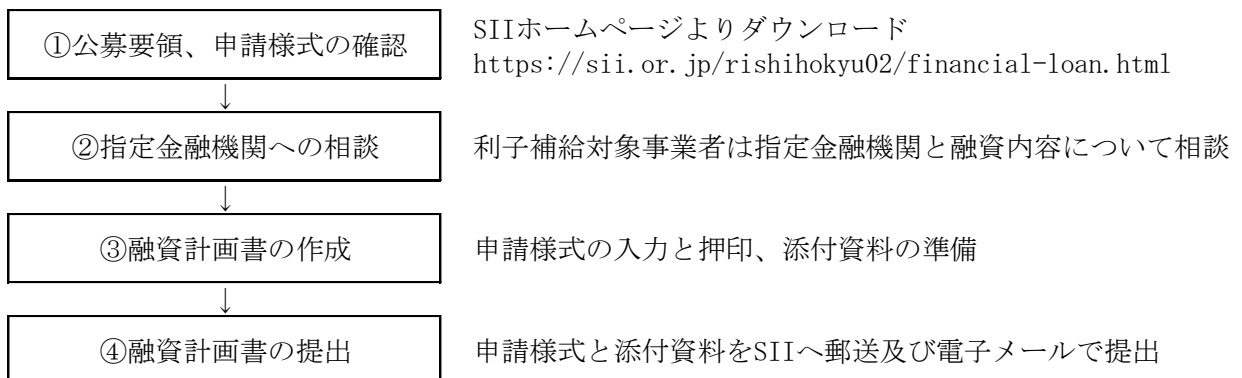 ①公募要領、申請様式の確認
SIIホームページよりダウンロード
https://sii.or.jp/rishihokyu02/financial-loan.html
↓
②指定金融機関への相談
利子補給対象事業者は指定金融機関と融資内容について相談
↓
③融資計画書の作成
申請様式の入力と押印、添付資料の準備
↓
④融資計画書の提出
申請様式と添付資料をSIIへ郵送及び電子メールで提出